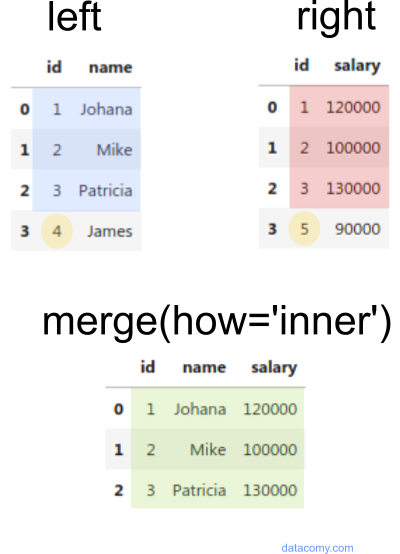 left right
id name id salary
0 1 Johana 0 1 120000
1 2 Mike 1 2 100000
2 3 Patricia 2 3 130000
3 4 James 3 5 90000
merge(how='inner')
id name salary
0 1 Johana 120000
1 2 Mike 100000
2 3 Patricia 130000
datacomy.com